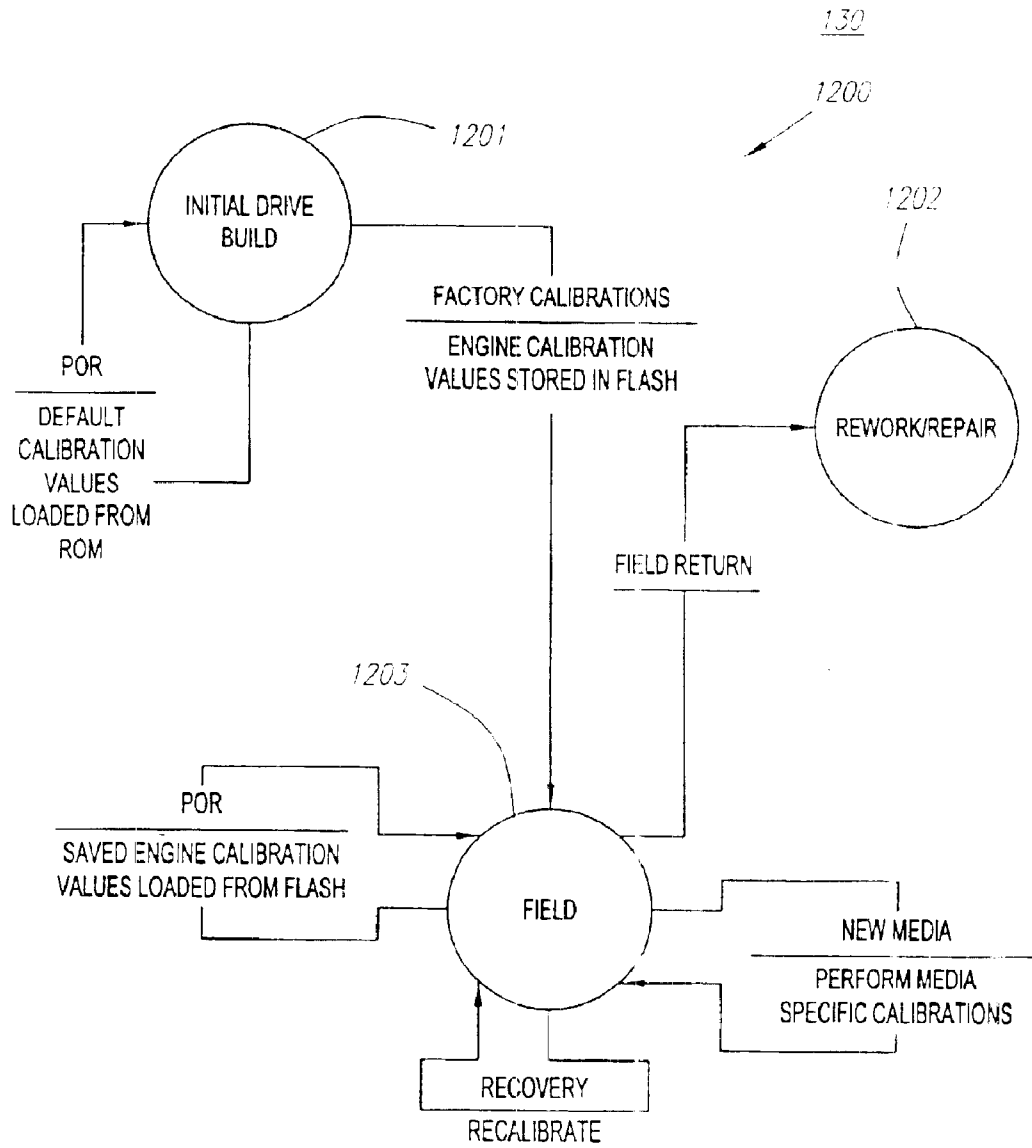 130
1200
1201
INITIAL DRIVE
BUILD
1202
FACTORY CALIBRATIONS
ENGINE CALIBRATION
VALUES STORED IN FLASH
POR
DEFAULT
CALIBRATION
VALUES
LOADED FROM
ROM
REWORK/REPAIR
FIELD RETURN
1203
POR
SAVED ENGINE CALIBRATION
VALUES LOADED FROM FLASH
FIELD
NEW MEDIA
PERFORM MEDIA
SPECIFIC CALIBRATIONS
RECOVERY
RECALIBRATE